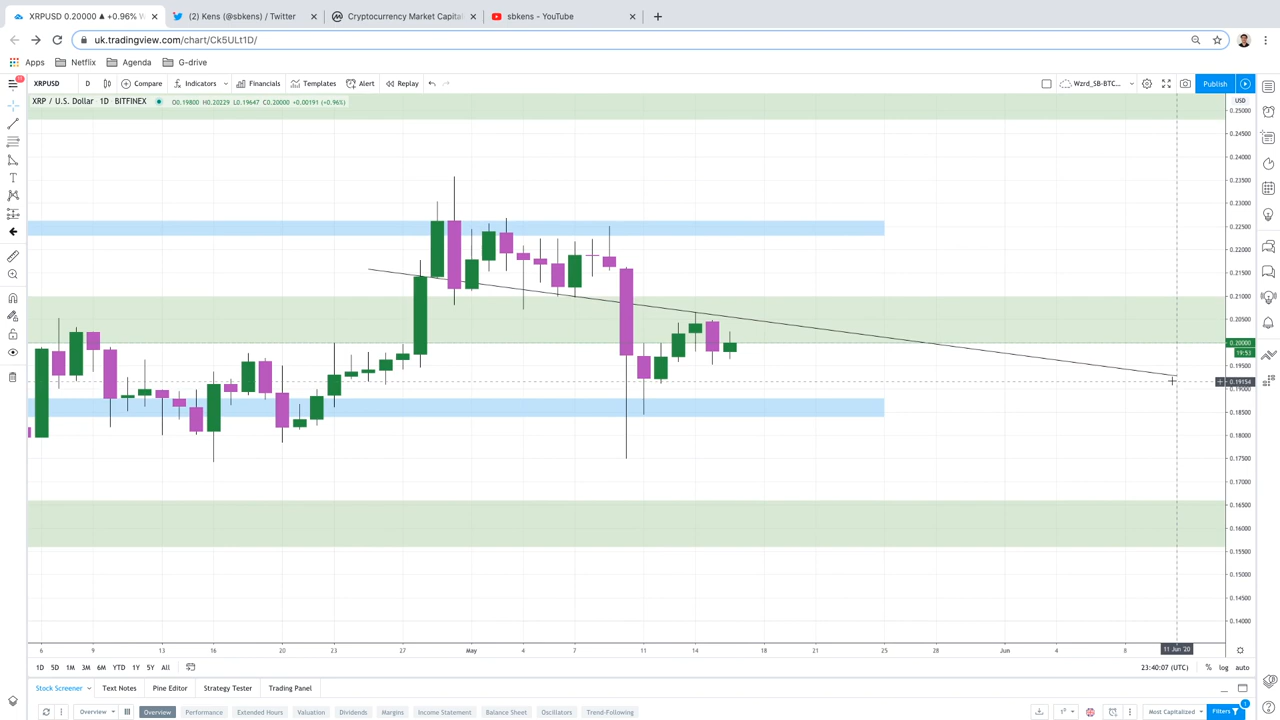 XRPUSD 0.20000 ▲ +0.96% W
(2) Kens (@sbkens) / Twitter
Cryptocurrency Market Capital
sbkens - YouTube
uk.tradingview.com/chart/Ck5ULt1D/
Apps Netflix Agenda G-drive
XRPUSD D Compare Indicators Financials Templates Alert Replay Wzrd_SB-BTC... Publish
XRP / U.S. Dollar 1D BITFINEX O0.19800 H0.20229 L0.19647 C0.20000 +0.00191 (+0.96%)
USD
0.25000
0.24500
0.24000
0.23500
0.23000
0.22500
0.22000
0.21500
0.21000
0.20500
0.20000
19:53
0.19500
0.19154
0.19000
0.18500
0.18000
0.17500
0.17000
0.16500
0.16000
0.15500
0.15000
0.14500
0.14000
6 9 13 16 20 23 27 May 4 7 11 14 18 21 25 28 Jun 4 8 11 Jun '20
1D 5D 1M 3M 6M YTD 1Y 5Y All 23:40:07 (UTC) % log auto
Stock Screener Text Notes Pine Editor Strategy Tester Trading Panel
Overview Overview Performance Extended Hours Valuation Dividends Margins Income Statement Balance Sheet Oscillators Trend-Following Most Capitalized Filters